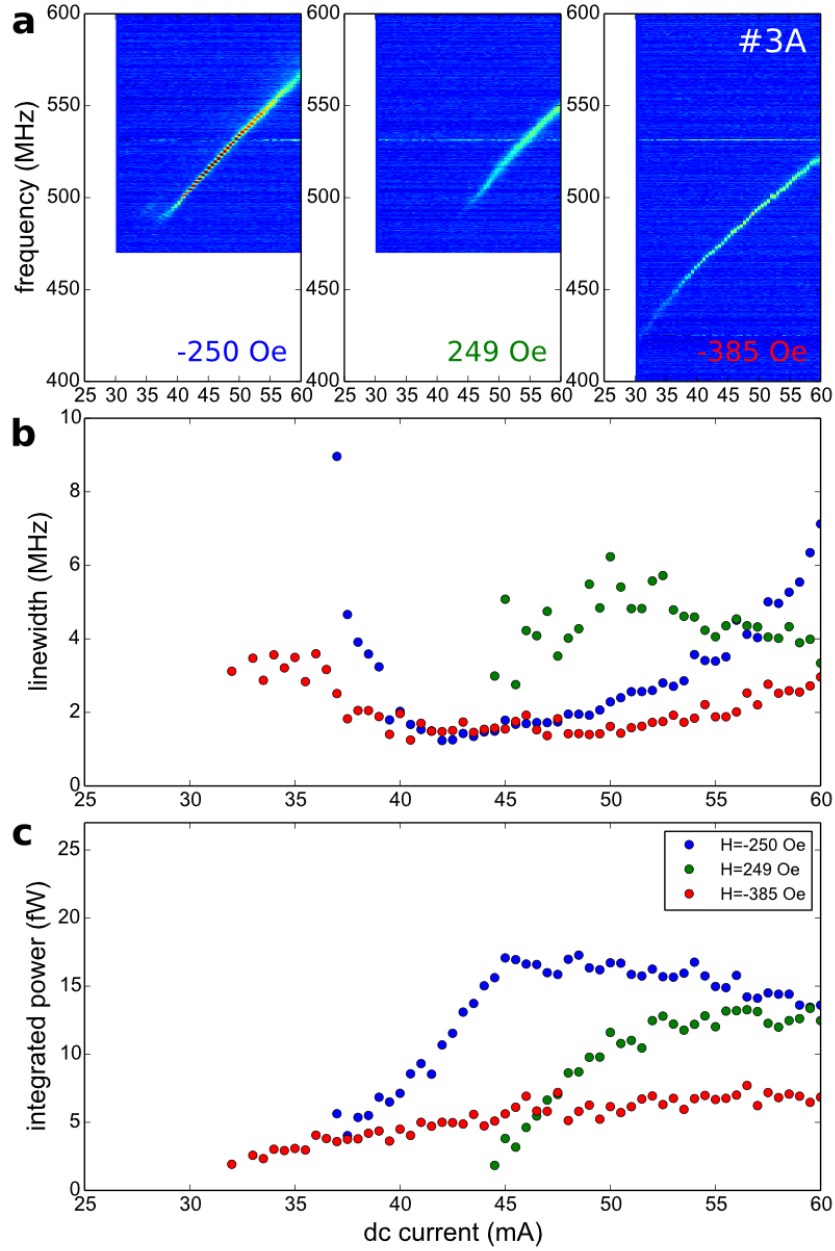 a
#3A
frequency (MHz)
600
550
500
450
400
600
550
500
450
400
600
550
500
450
400
-250 Oe
249 Oe
-385 Oe
25 30 35 40 45 50 55 60
25 30 35 40 45 50 55 60
25 30 35 40 45 50 55 60
b
linewidth (MHz)
10
8
6
4
2
0
25 30 35 40 45 50 55 60
c
integrated power (fW)
25
20
15
10
5
0
H=-250 Oe
H=249 Oe
H=-385 Oe
25 30 35 40 45 50 55 60
dc current (mA)